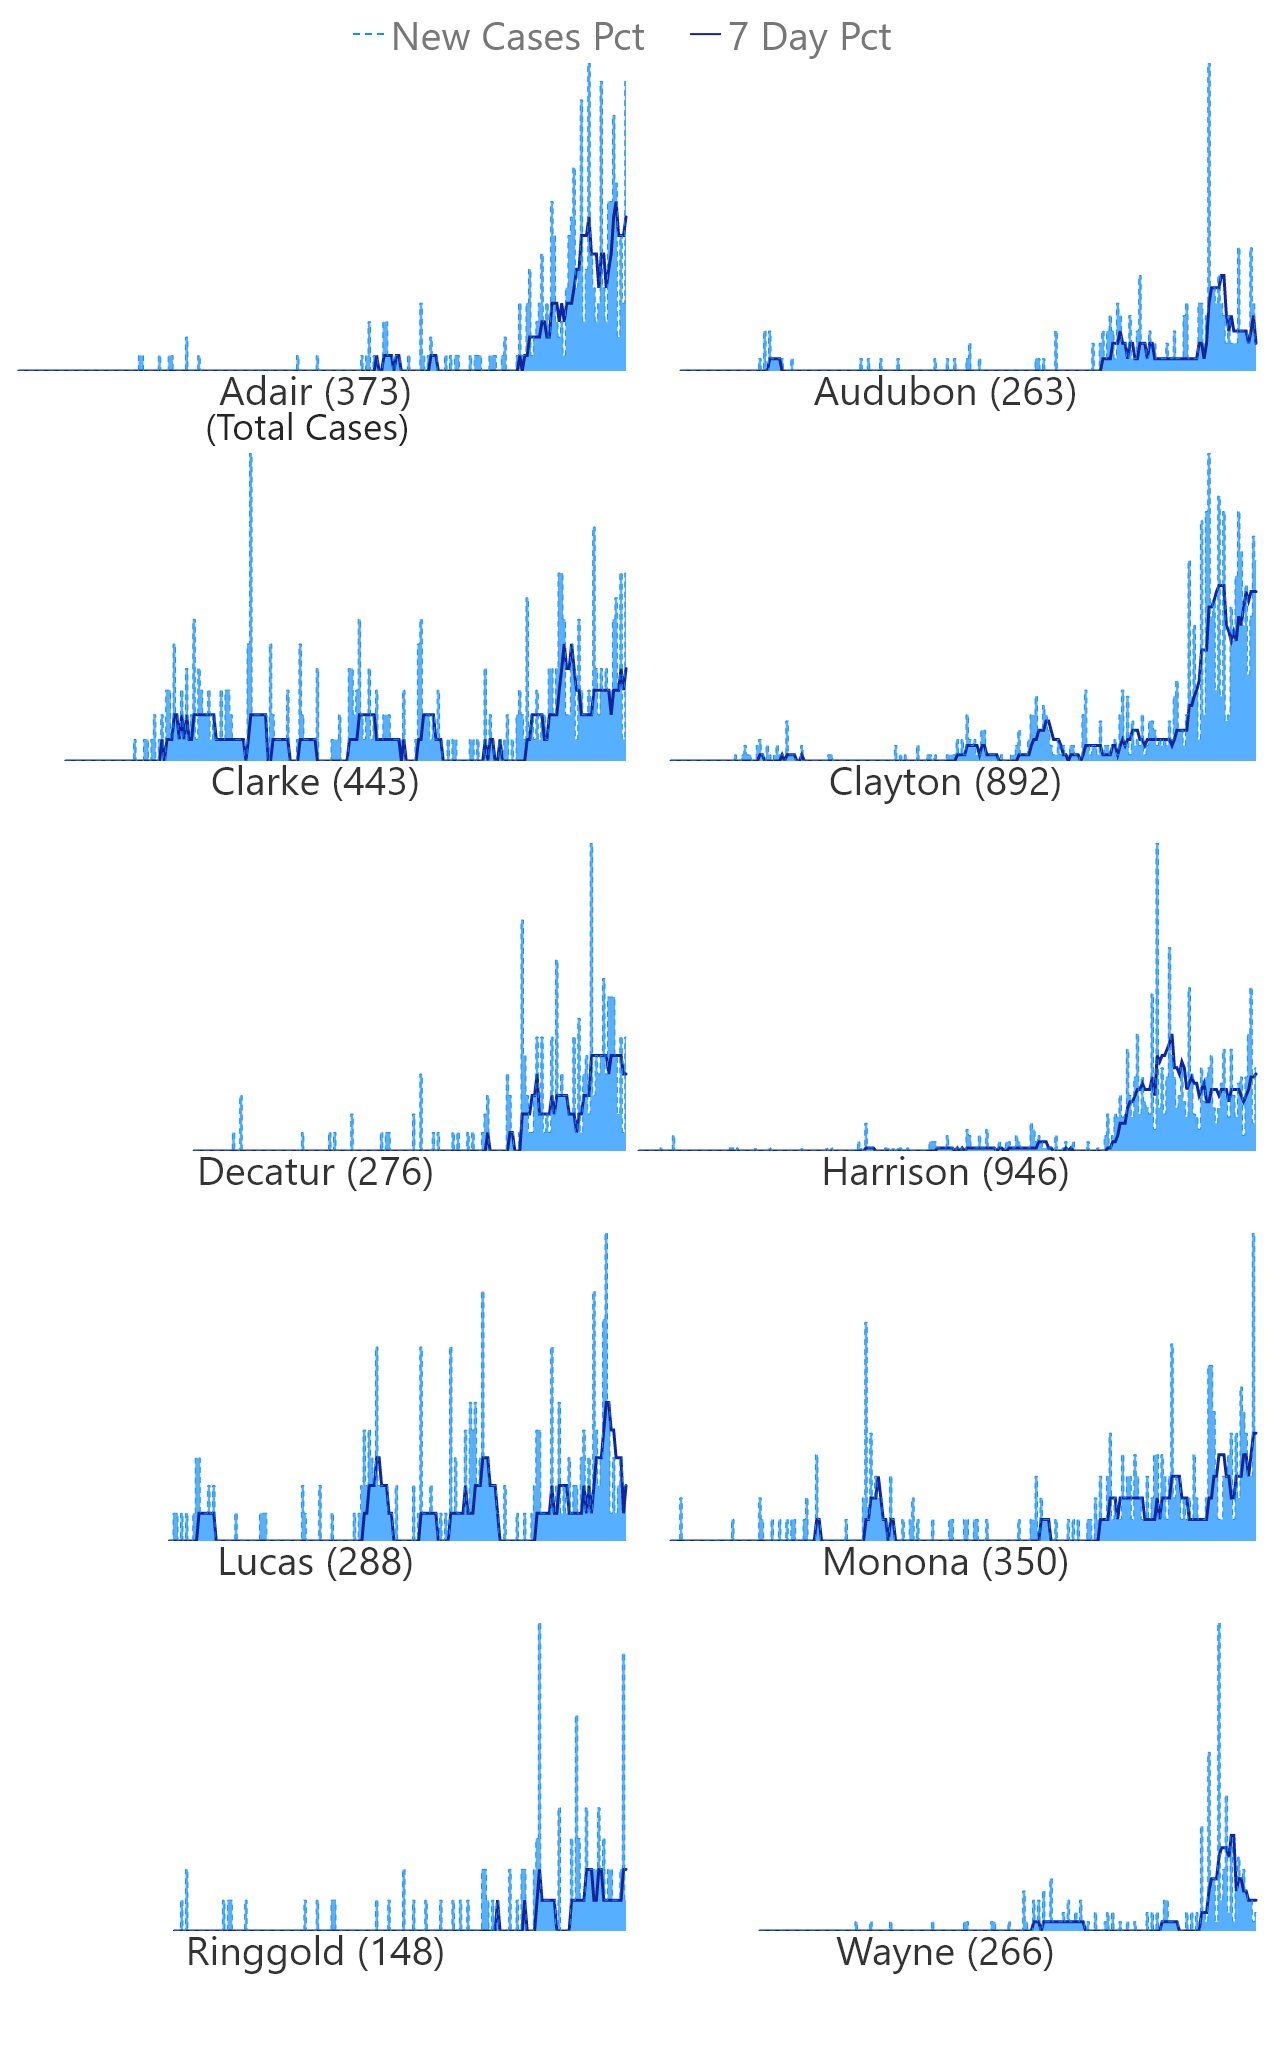 New Cases Pct 7 Day Pct
Adair (373) Audubon (263)
(Total Cases)
Clarke (443) Clayton (892)
Decatur (276) Harrison (946)
Lucas (288) Monona (350)
Ringgold (148) Wayne (266)